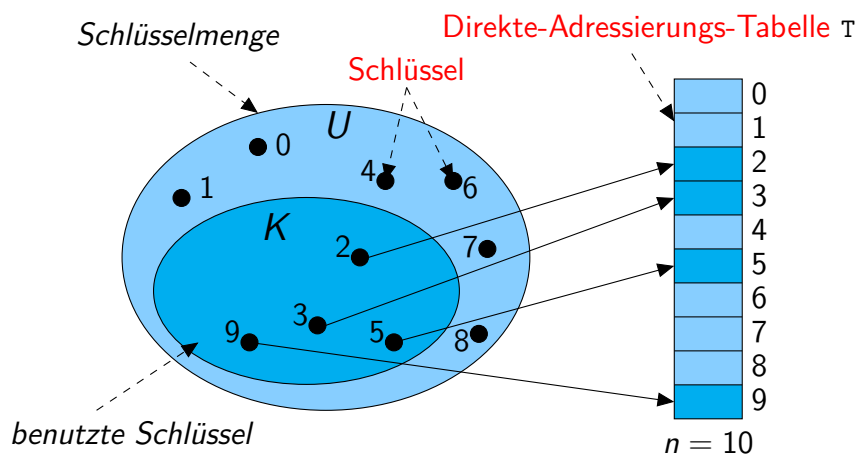 Direkte-Adressierungs-Tabelle T
Schlüsselmenge
Schlüssel
U
0
4
6
1
K
2
7
3
9
5
8
benutzte Schlüssel
0
1
2
3
4
5
6
7
8
9
n = 10